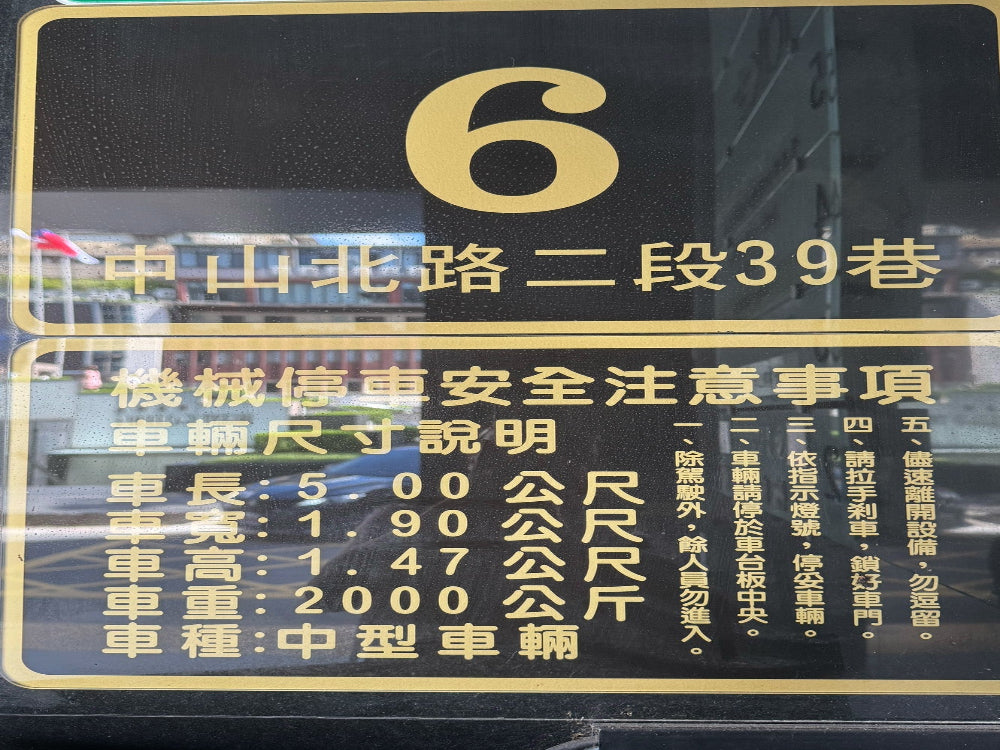 6
中山北路二段39巷
機械停車安全注意事項
車輛尺寸說明
車長:5.00公尺
車寬:1.90公尺
車高:1.47公尺
車重:2000公斤
車種:中型車輛
一、除駕駛外,餘人員勿進入。
二、車輛請停於車台板中央。
三、依指示燈號,停妥車輛。
四、請拉手剎車,鎖好車門。
五、儘速離開設備,勿逗留。